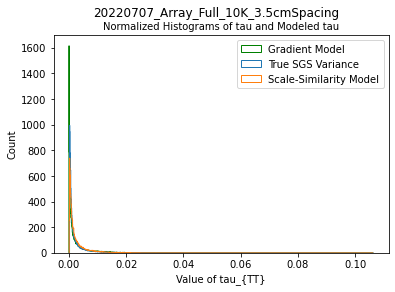 20220707_Array_Full_10K_3.5cmSpacing
Normalized Histograms of tau and Modeled tau
Gradient Model
True SGS Variance
Scale-Similarity Model
1600
1400
1200
1000
800
600
400
200
0
Count
0.00 0.02 0.04 0.06 0.08 0.10
Value of tau_{TT}